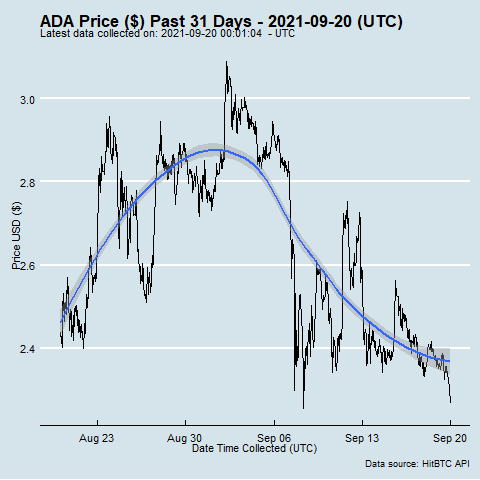 ADA Price ($) Past 31 Days - 2021-09-20 (UTC)
Latest data collected on: 2021-09-20 00:01:04 - UTC
3.0
2.8
2.6
2.4
Price USD ($)
Aug 23
Aug 30
Sep 06
Sep 13
Sep 20
Date Time Collected (UTC)
Data source: HitBTC API